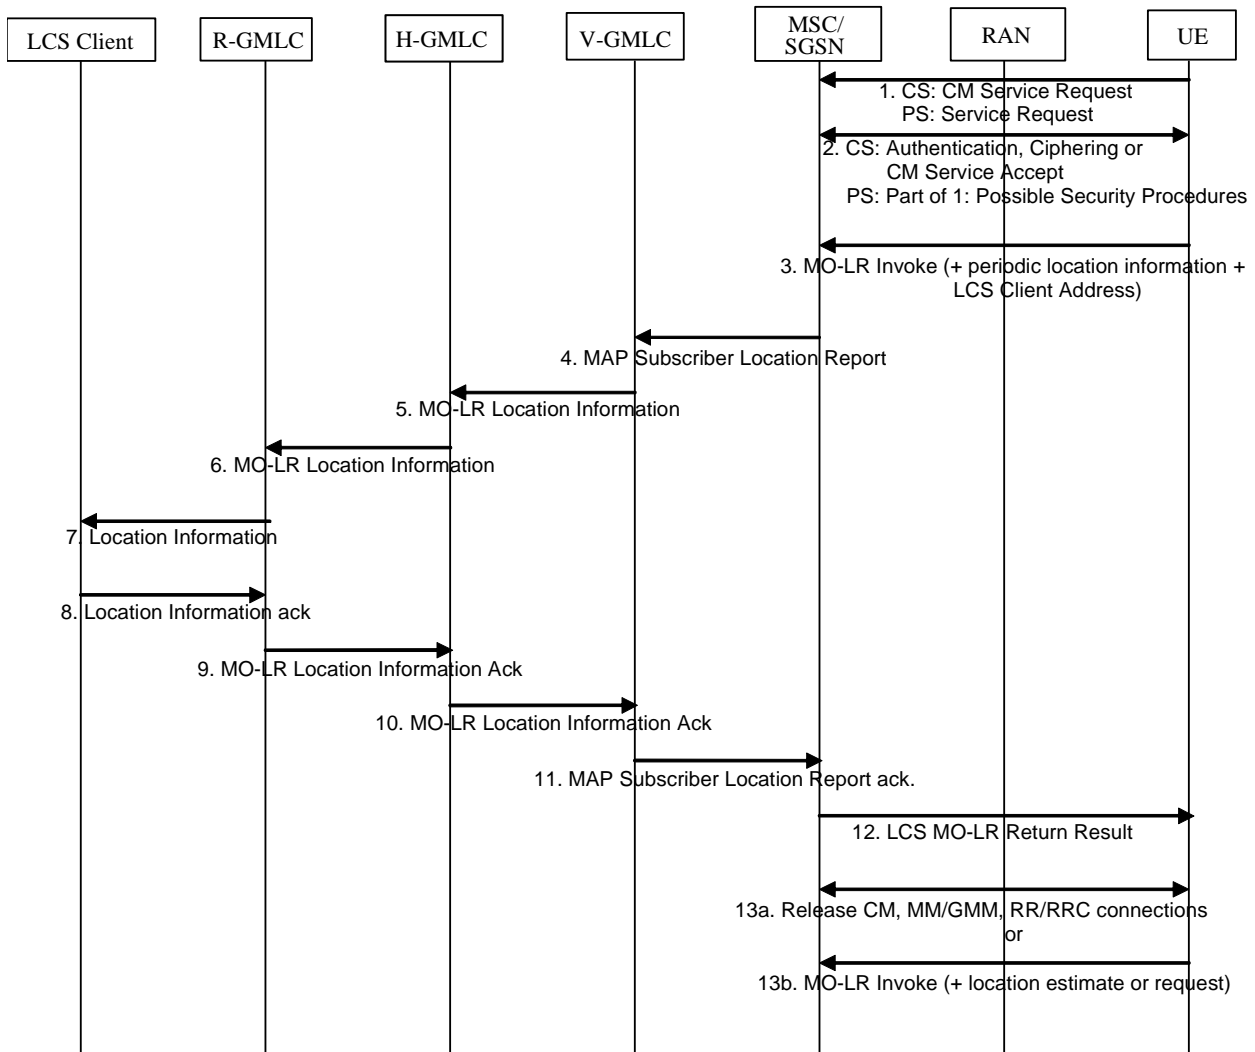 LCS Client
R-GMLC
H-GMLC
V-GMLC
MSC/
SGSN
RAN
UE
1. CS: CM Service Request
PS: Service Request
2. CS: Authentication, Ciphering or
CM Service Accept
PS: Part of 1: Possible Security Procedures
3. MO-LR Invoke (+ periodic location information +
LCS Client Address)
4. MAP Subscriber Location Report
5. MO-LR Location Information
6. MO-LR Location Information
7. Location Information
8. Location Information ack
9. MO-LR Location Information Ack
10. MO-LR Location Information Ack
11. MAP Subscriber Location Report ack.
12. LCS MO-LR Return Result
13a. Release CM, MM/GMM, RR/RRC connections
or
13b. MO-LR Invoke (+ location estimate or request)